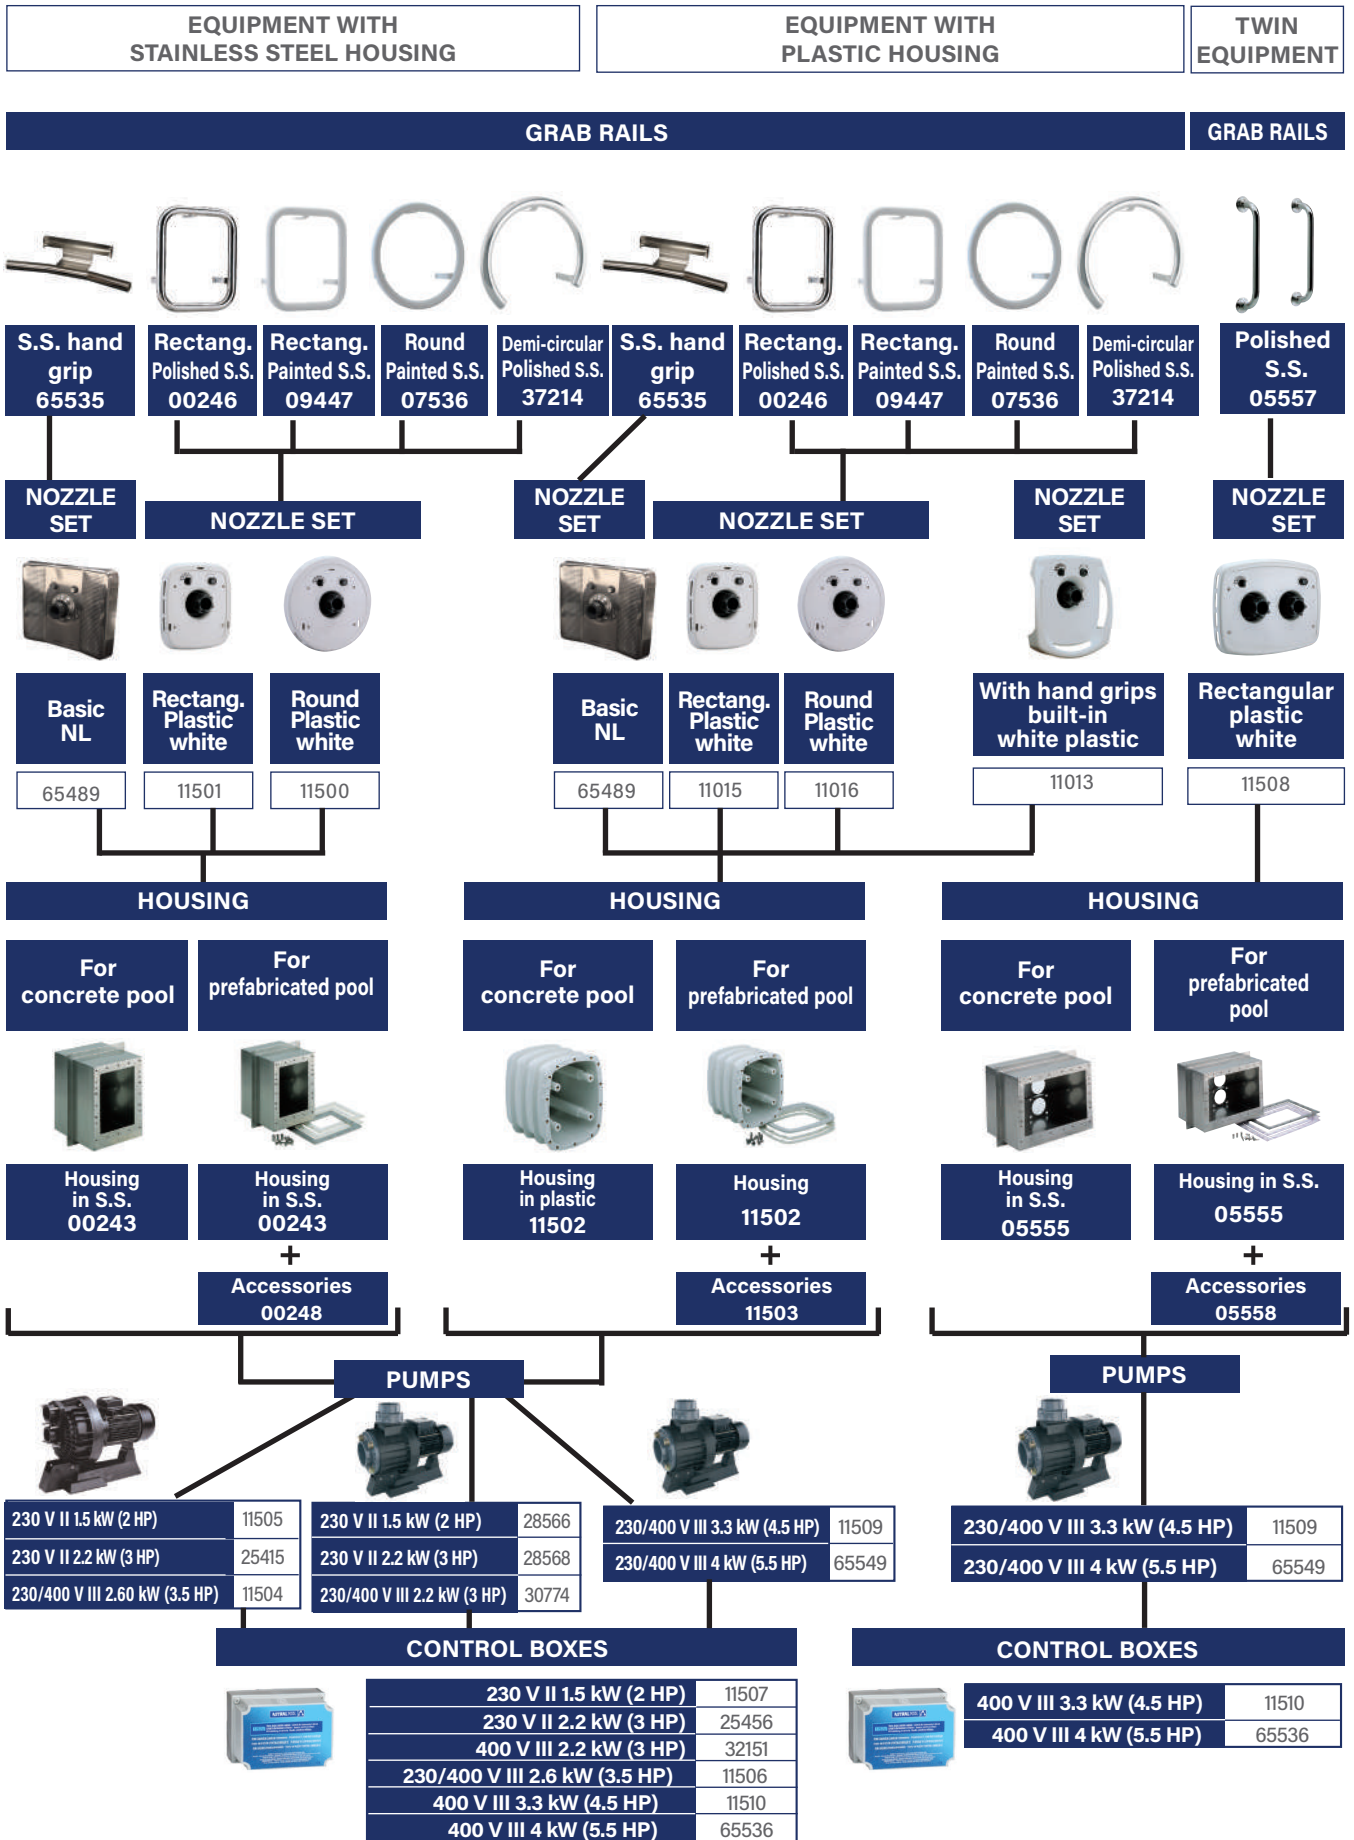 EQUIPMENT WITH
STAINLESS STEEL HOUSING
EQUIPMENT WITH
PLASTIC HOUSING
TWIN
EQUIPMENT
GRAB RAILS
GRAB RAILS
S.S. hand
grip
65535
Rectang.
Polished S.S.
00246
Rectang.
Painted S.S.
09447
Round
Painted S.S.
07536
Demi-circular
Polished S.S.
37214
S.S. hand
grip
65535
Rectang.
Polished S.S.
00246
Rectang.
Painted S.S.
09447
Round
Painted S.S.
07536
Demi-circular
Polished S.S.
37214
Polished
S.S.
05557
NOZZLE
SET
NOZZLE SET
NOZZLE
SET
NOZZLE SET
NOZZLE
SET
NOZZLE
SET
Basic
NL
65489
Rectang.
Plastic
white
11501
Round
Plastic
white
11500
Basic
NL
65489
Rectang.
Plastic
white
11015
Round
Plastic
white
11016
With hand grips
built-in
white plastic
11013
Rectangular
plastic
white
11508
HOUSING
HOUSING
HOUSING
For
concrete pool
For
prefabricated pool
For
concrete pool
For
prefabricated pool
For
concrete pool
For
prefabricated
pool
Housing
in S.S.
00243
Housing
in S.S.
00243
+
Accessories
00248
Housing
in plastic
11502
Housing
11502
+
Accessories
11503
Housing
in S.S.
05555
Housing in S.S.
05555
+
Accessories
05558
PUMPS
PUMPS
230 V II 1.5 kW (2 HP) 11505
230 V II 2.2 kW (3 HP) 25415
230/400 V III 2.60 kW (3.5 HP) 11504
230 V II 1.5 kW (2 HP) 28566
230 V II 2.2 kW (3 HP) 28568
230/400 V III 2.2 kW (3 HP) 30774
230/400 V III 3.3 kW (4.5 HP) 11509
230/400 V III 4 kW (5.5 HP) 65549
230/400 V III 3.3 kW (4.5 HP) 11509
230/400 V III 4 kW (5.5 HP) 65549
CONTROL BOXES
230 V II 1.5 kW (2 HP) 11507
230 V II 2.2 kW (3 HP) 25456
400 V III 2.2 kW (3 HP) 32151
230/400 V III 2.6 kW (3.5 HP) 11506
400 V III 3.3 kW (4.5 HP) 11510
400 V III 4 kW (5.5 HP) 65536
CONTROL BOXES
400 V III 3.3 kW (4.5 HP) 11510
400 V III 4 kW (5.5 HP) 65536